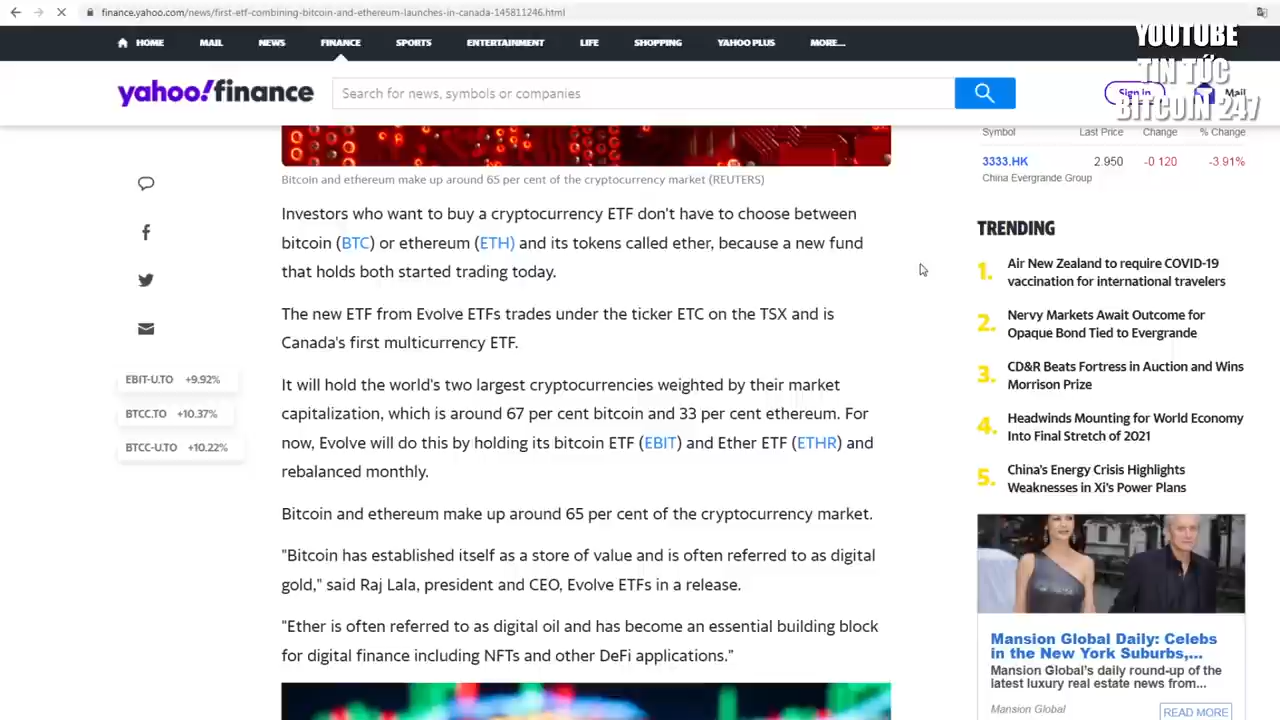 finance.yahoo.com/news/first-etf-combining-bitcoin-and-ethereum-launches-in-canada-145811246.html
HOME MAIL NEWS FINANCE SPORTS ENTERTAINMENT LIFE SHOPPING YAHOO PLUS MORE...
YOUTUBE
TIN TỨC
BITCOIN 247
yahoo!finance
Search for news, symbols or companies
Sign in
Mail
Symbol Last Price Change % Change
3333.HK 2.950 -0.120 -3.91%
China Evergrande Group
Bitcoin and ethereum make up around 65 per cent of the cryptocurrency market (REUTERS)
Investors who want to buy a cryptocurrency ETF don't have to choose between
bitcoin (BTC) or ethereum (ETH) and its tokens called ether, because a new fund
that holds both started trading today.
The new ETF from Evolve ETFs trades under the ticker ETC on the TSX and is
Canada's first multicurrency ETF.
It will hold the world's two largest cryptocurrencies weighted by their market
capitalization, which is around 67 per cent bitcoin and 33 per cent ethereum. For
now, Evolve will do this by holding its bitcoin ETF (EBIT) and Ether ETF (ETHR) and
rebalanced monthly.
Bitcoin and ethereum make up around 65 per cent of the cryptocurrency market.
"Bitcoin has established itself as a store of value and is often referred to as digital
gold," said Raj Lala, president and CEO, Evolve ETFs in a release.
"Ether is often referred to as digital oil and has become an essential building block
for digital finance including NFTs and other DeFi applications."
EBIT-U.TO +9.92%
BTCC.TO +10.37%
BTCC-U.TO +10.22%
TRENDING
1. Air New Zealand to require COVID-19
vaccination for international travelers
2. Nervy Markets Await Outcome for
Opaque Bond Tied to Evergrande
3. CD&R Beats Fortress in Auction and Wins
Morrison Prize
4. Headwinds Mounting for World Economy
Into Final Stretch of 2021
5. China's Energy Crisis Highlights
Weaknesses in Xi's Power Plans
Mansion Global Daily: Celebs
in the New York Suburbs,...
Mansion Global's daily round-up of the
latest luxury real estate news from...
Mansion Global
READ MORE